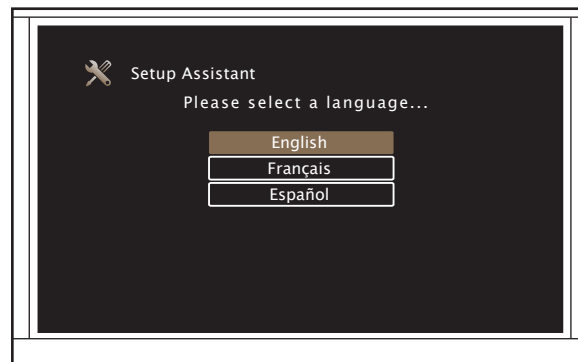 Setup Assistant
Please select a language...
English
Français
Español